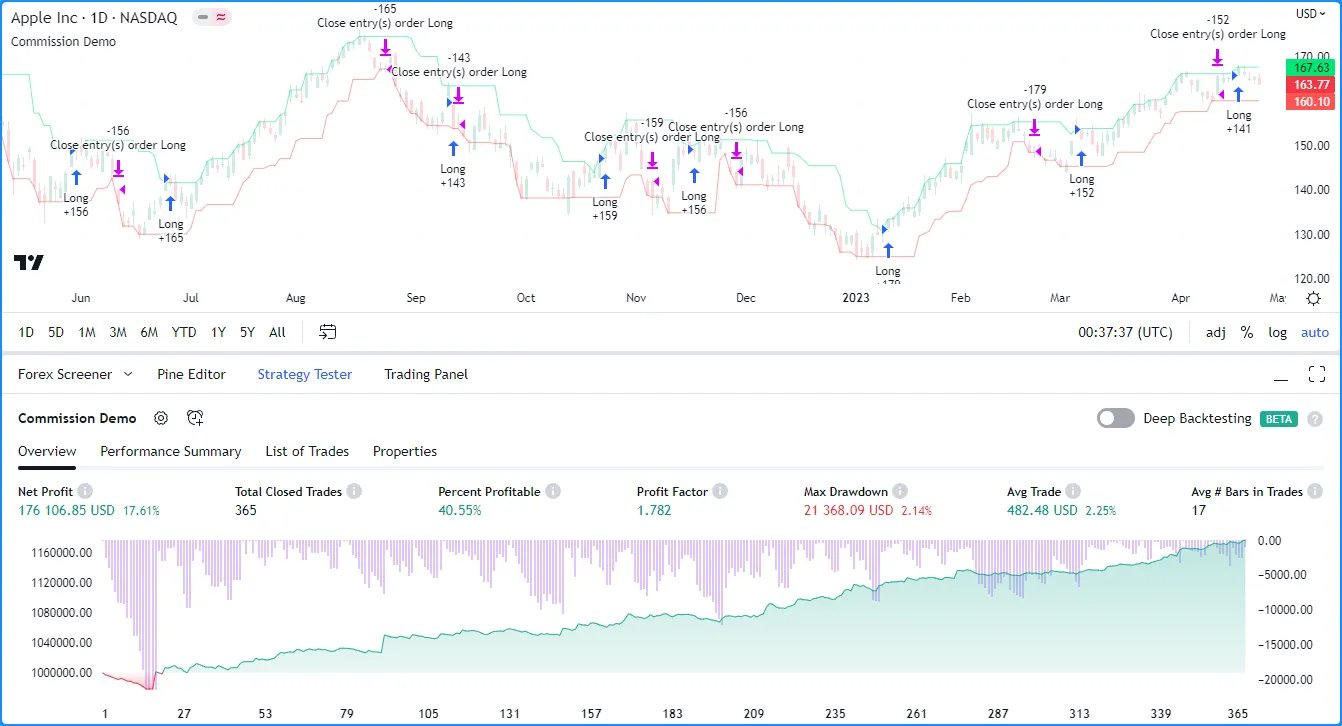 Apple Inc · 1D · NASDAQ
Commission Demo
USD
-165
Close entry(s) order Long
-143
Close entry(s) order Long
-156
Close entry(s) order Long
-159
Close entry(s) order Long
-156
Close entry(s) order Long
-179
Close entry(s) order Long
-152
Close entry(s) order Long
Long
+156
Long
+165
Long
+143
Long
+159
Long
+156
Long
+179
Long
+152
Long
+141
170.00
167.63
163.77
160.10
150.00
140.00
130.00
120.00
Jun Jul Aug Sep Oct Nov Dec 2023 Feb Mar Apr
1D 5D 1M 3M 6M YTD 1Y 5Y All 00:37:37 (UTC) adj % log auto
Forex Screener Pine Editor Strategy Tester Trading Panel
Commission Demo Deep Backtesting BETA
Overview Performance Summary List of Trades Properties
Net Profit Total Closed Trades Percent Profitable Profit Factor Max Drawdown Avg Trade Avg # Bars in Trades
176 106.85 USD 17.61% 365 40.55% 1.782 21 368.09 USD 2.14% 482.48 USD 2.25% 17
1160000.00 0.00
1120000.00 −5000.00
1080000.00 −10000.00
1040000.00 −15000.00
1000000.00 −20000.00
1 27 53 79 105 131 157 183 209 235 261 287 313 339 365